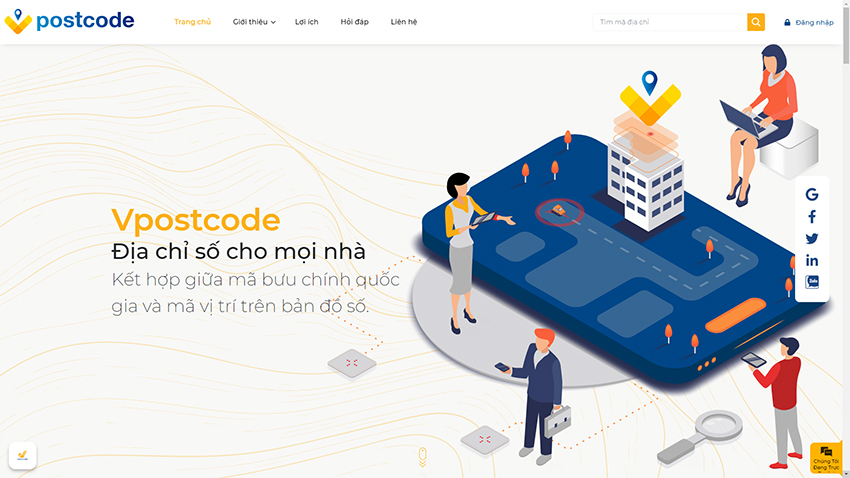 postcode
Trang chủ
Giới thiệu
Lợi ích
Hỏi đáp
Liên hệ
Tìm mã địa chỉ
Đăng nhập
Vpostcode
Địa chỉ số cho mọi nhà
Kết hợp giữa mã bưu chính quốc
gia và mã vị trí trên bản đồ số.
Zalo
Chúng Tôi
Đang Trực